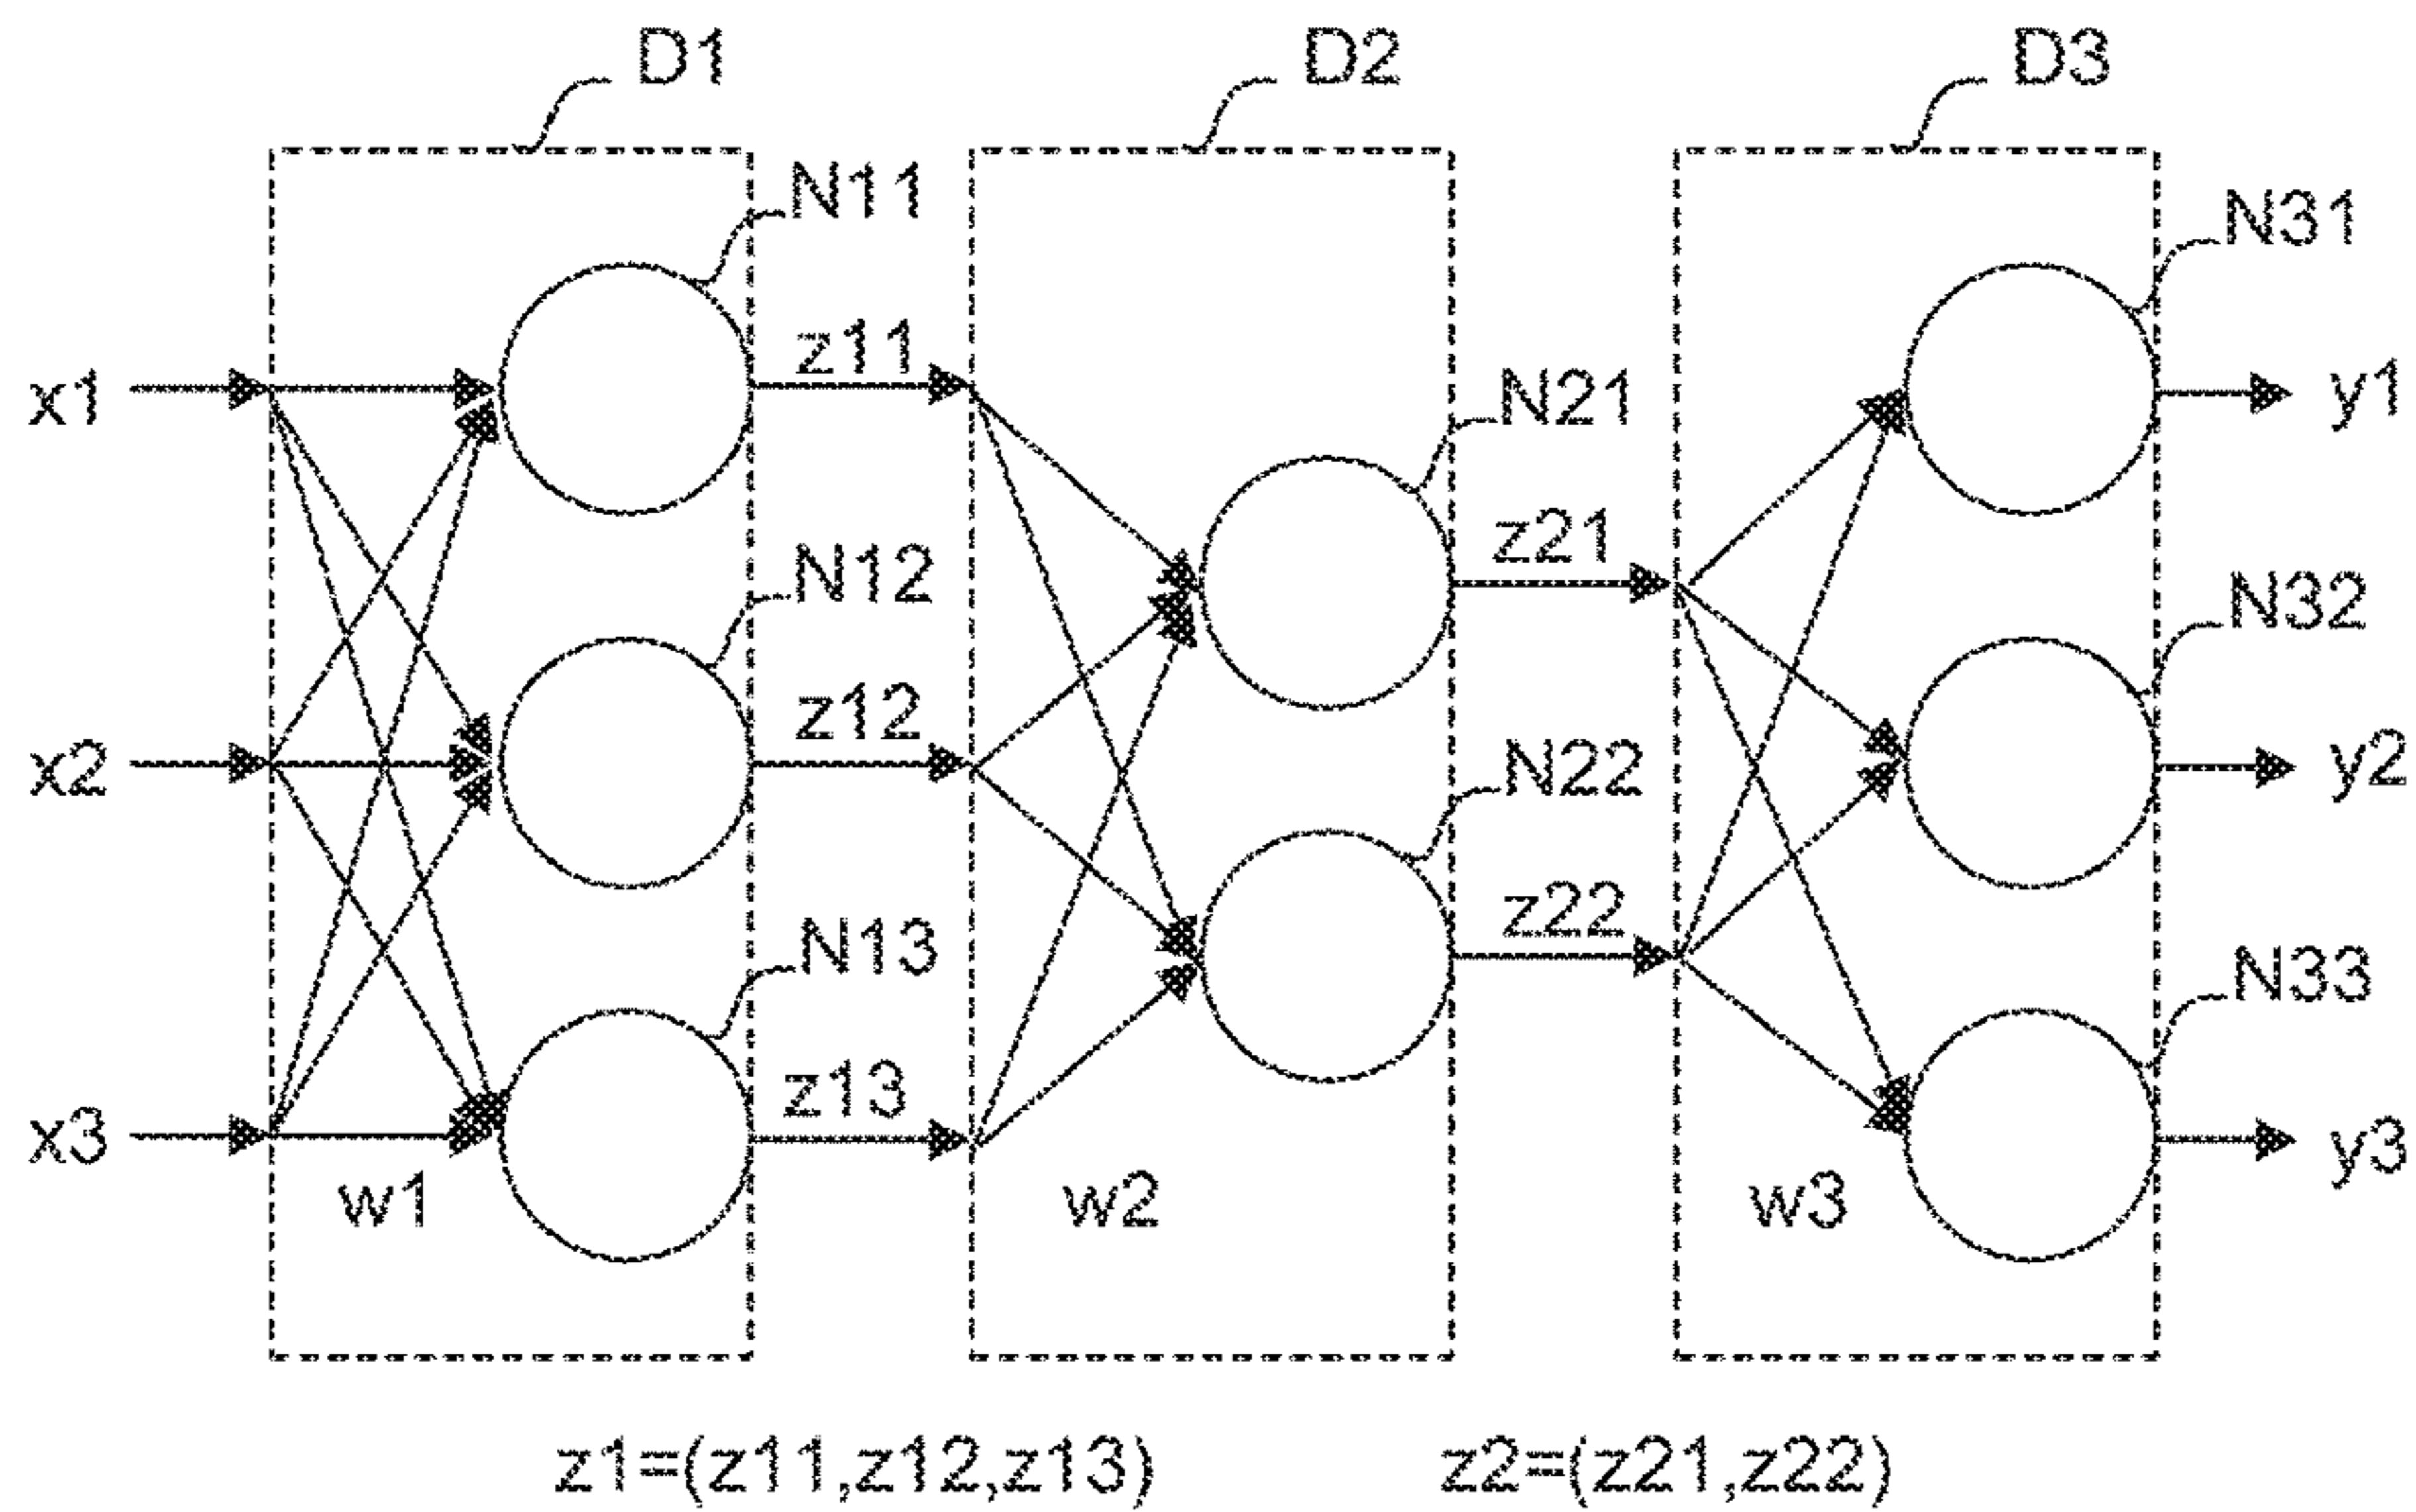 D1 D2 D3
N11
N31
z11
x1
N21
y1
z21
N12
N32
z12
x2
N22
y2
z22
N13
N33
z13
x3
y3
w1 w2 w3
z1=(z11,z12,z13) z2=(z21,z22)